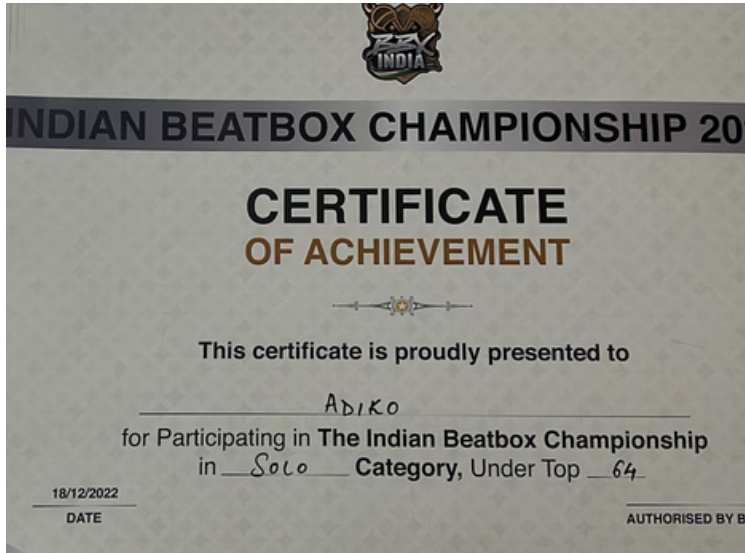 BBX
INDIA
INDIAN BEATBOX CHAMPIONSHIP 20
CERTIFICATE
OF ACHIEVEMENT
This certificate is proudly presented to
ADIKO
for Participating in The Indian Beatbox Championship
in Solo Category, Under Top 64
18/12/2022
DATE
AUTHORISED BY B